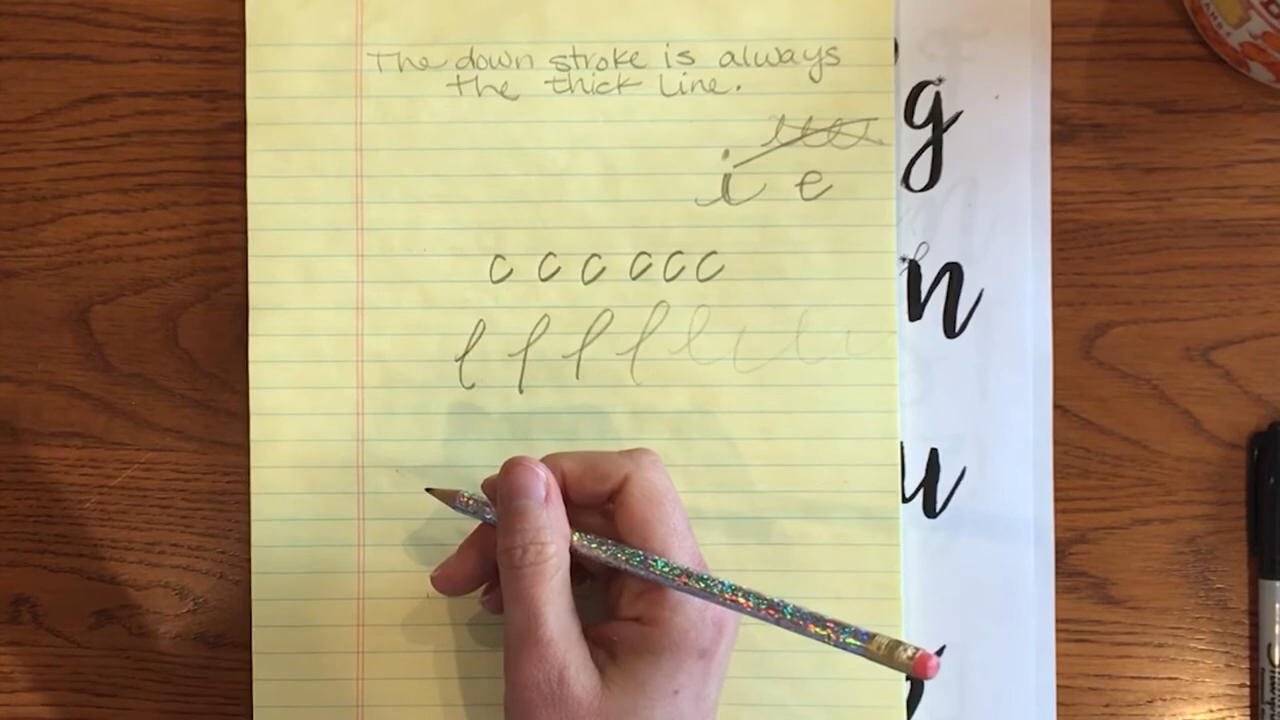 The down stroke is always
the thick line.
i e
c c c c c c
l l l l l l l
g
n
u